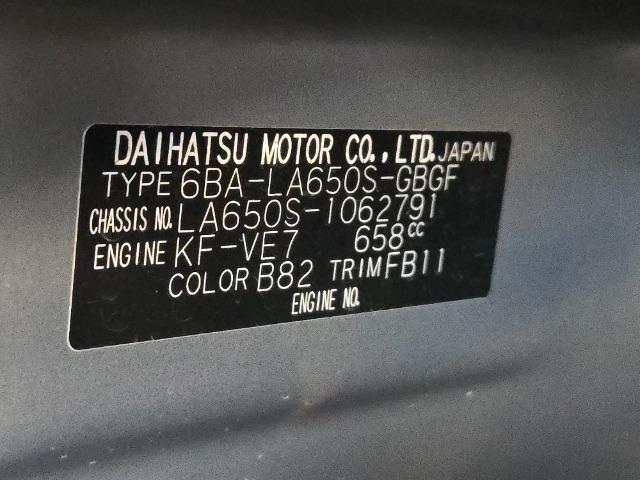 DAIHATSU MOTOR CO., LTD. JAPAN
TYPE 6BA-LA650S-GBGF
CHASSIS NO. LA650S-1062791
ENGINE KF-VE7 658cc
COLOR B82 TRIM FB11
ENGINE NO.